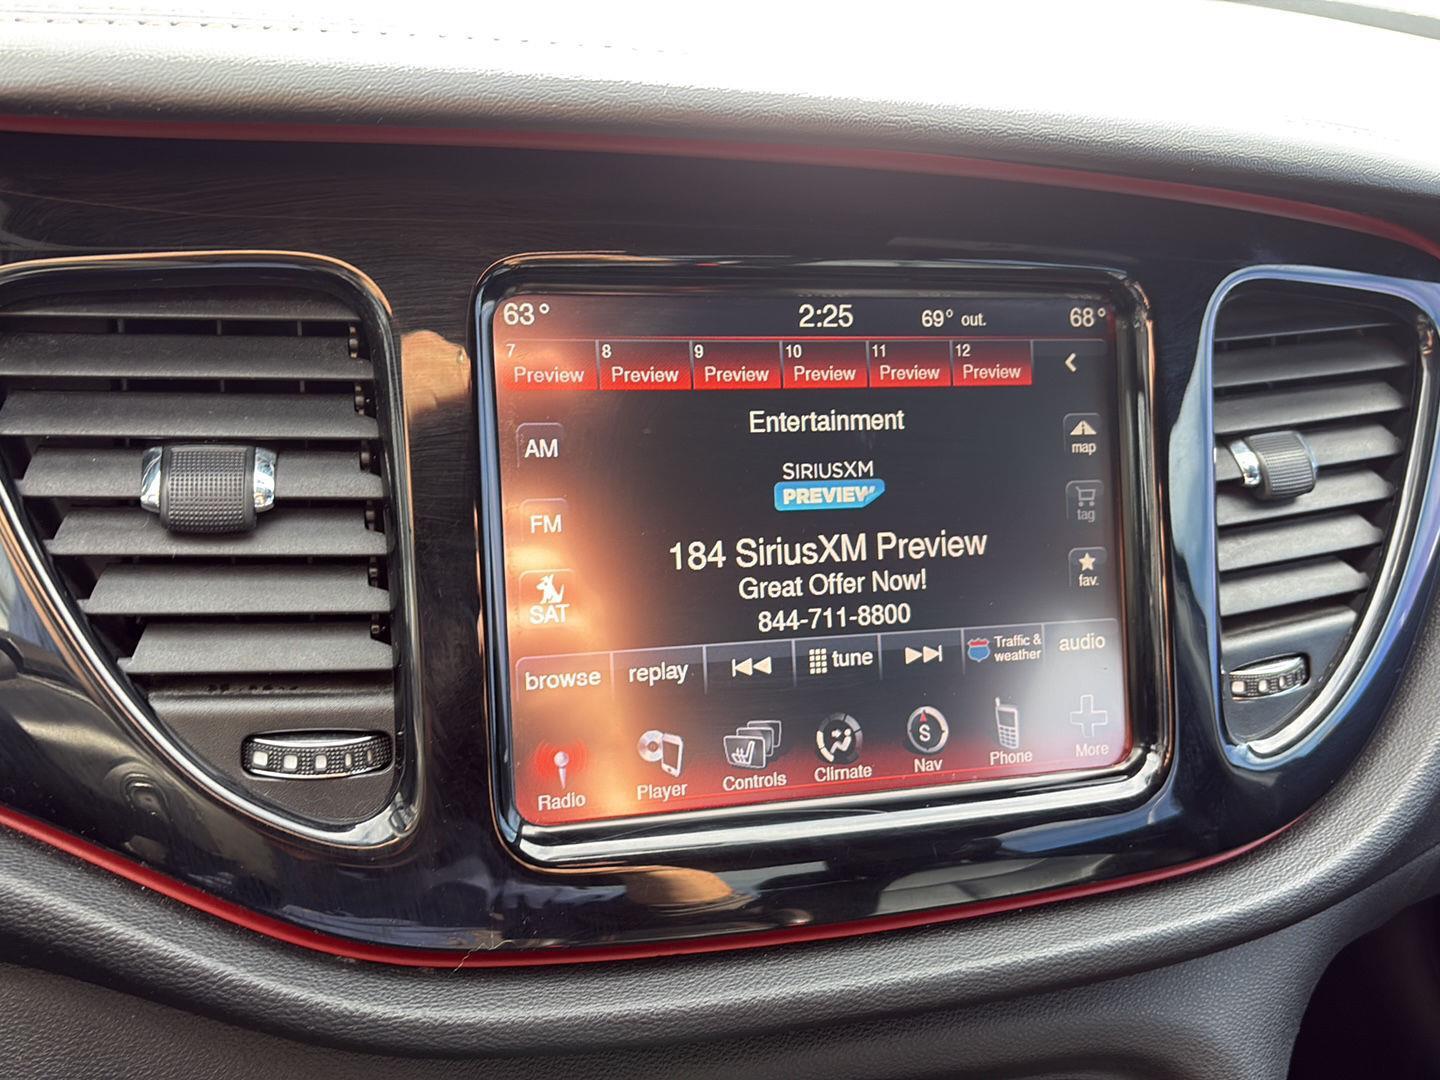 63° 2:25 69° out. 68°
7 8 9 10 11 12
Preview Preview Preview Preview Preview Preview
Entertainment
AM
map
SIRIUSXM
PREVIEW
tag
FM
184 SiriusXM Preview
Great Offer Now!
fav.
844-711-8800
SAT
browse replay tune Traffic & weather audio
Radio Player Controls Climate S Nav Phone More